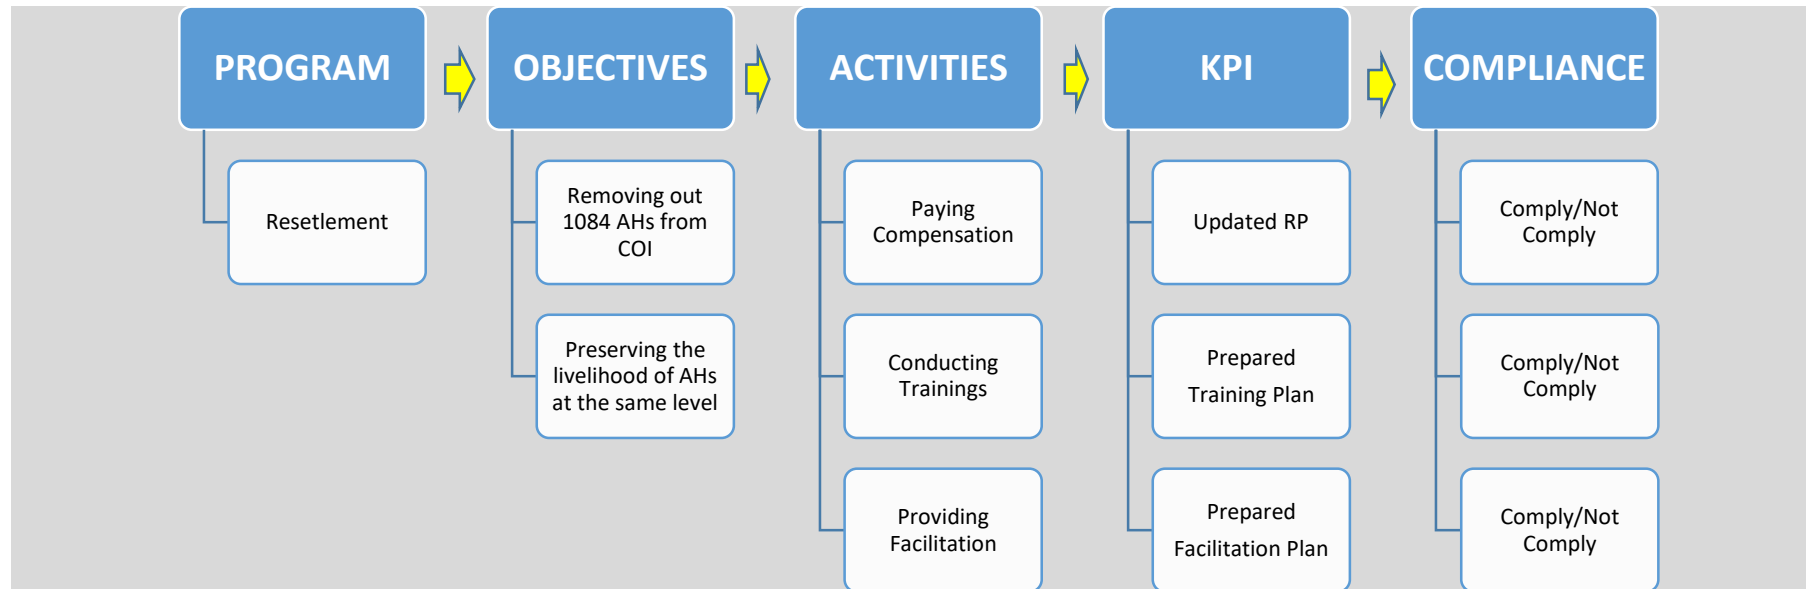 PROGRAM
OBJECTIVES
ACTIVITIES
KPI
COMPLIANCE
Resetlement
Removing out
1084 AHs from
COI
Preserving the
livelihood of AHs
at the same level
Paying
Compensation
Conducting
Trainings
Providing
Facilitation
Updated RP
Prepared
Training Plan
Prepared
Facilitation Plan
Comply/Not
Comply
Comply/Not
Comply
Comply/Not
Comply